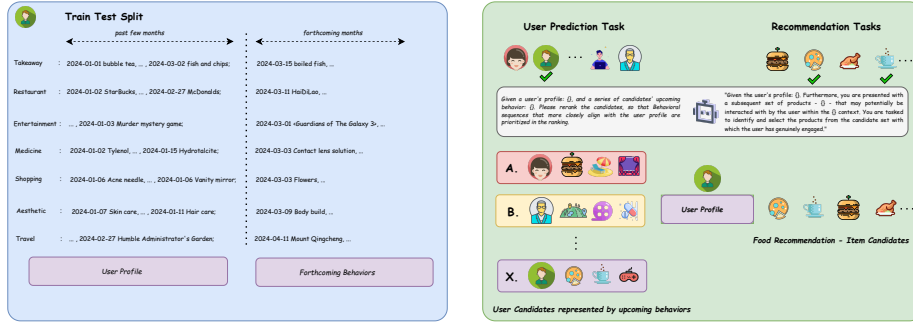 Train Test Split
past few months
forthcoming months
Takeaway : 2024-01-01 bubble tea, ... , 2024-03-02 fish and chips; 2024-03-15 boiled fish, ...
Restaurant : 2024-01-02 StarBucks, ... , 2024-02-27 McDonalds; 2024-03-11 HaiDiLao, ...
Entertainment : ... , 2024-01-03 Murder mystery game; 2024-03-01 <Guardians of The Galaxy 3>, ...
Medicine : 2024-01-02 Tylenol, ... , 2024-01-15 Hydrotalcite; 2024-03-03 Contact lens solution, ...
Shopping : 2024-01-06 Acne needle, ... , 2024-01-06 Vanity mirror; 2024-03-03 Flowers, ...
Aesthetic : 2024-01-07 Skin care, ... , 2024-01-11 Hair care; 2024-03-09 Body build, ...
Travel : ... , 2024-02-27 Humble Administrator's Garden; 2024-04-11 Mount Qingcheng, ...
User Profile
Forthcoming Behaviors
User Prediction Task
Recommendation Tasks
Given a user's profile: {}, and a series of candidates' upcoming
behavior: {}. Please rerank the candidates, so that Behavioral
sequences that more closely align with the user profile are
prioritized in the ranking.
"Given the user's profile: {}. Furthermore, you are presented with
a subsequent set of products - {} - that may potentially be
interacted with by the user within the {} context. You are tasked
to identify and select the products from the candidate set with
which the user has genuinely engaged."
A.
B.
X.
User Profile
Food Recommendation - Item Candidates
User Candidates represented by upcoming behaviors